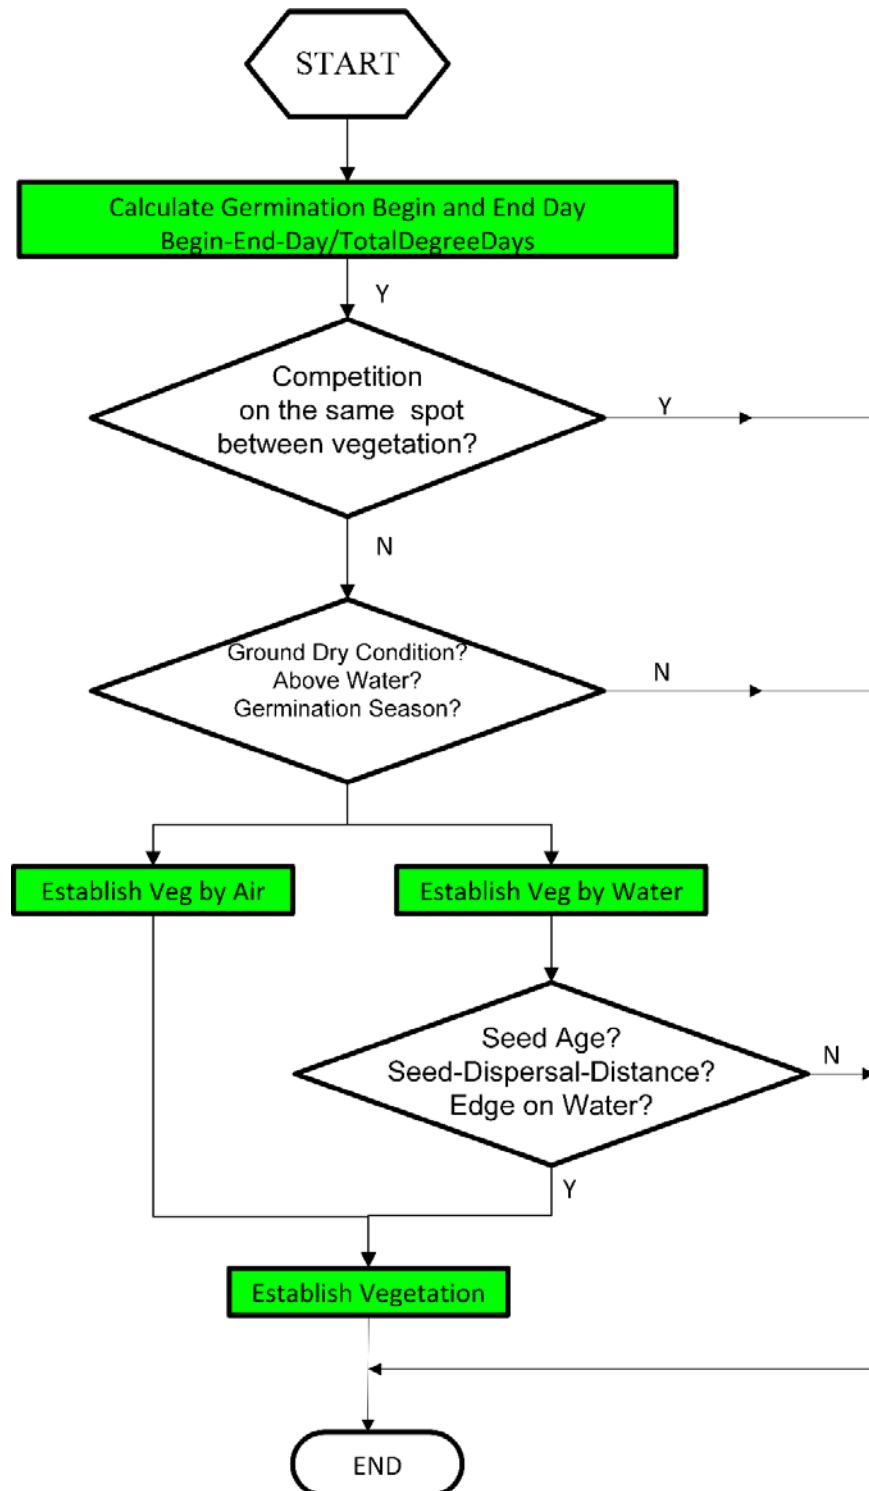 START
Calculate Germination Begin and End Day
Begin-End-Day/TotalDegreeDays
Y
Competition
on the same spot
between vegetation?
Y
N
Ground Dry Condition?
Above Water?
Germination Season?
N
Establish Veg by Air
Establish Veg by Water
Seed Age?
Seed-Dispersal-Distance?
Edge on Water?
N
Y
Establish Vegetation
END